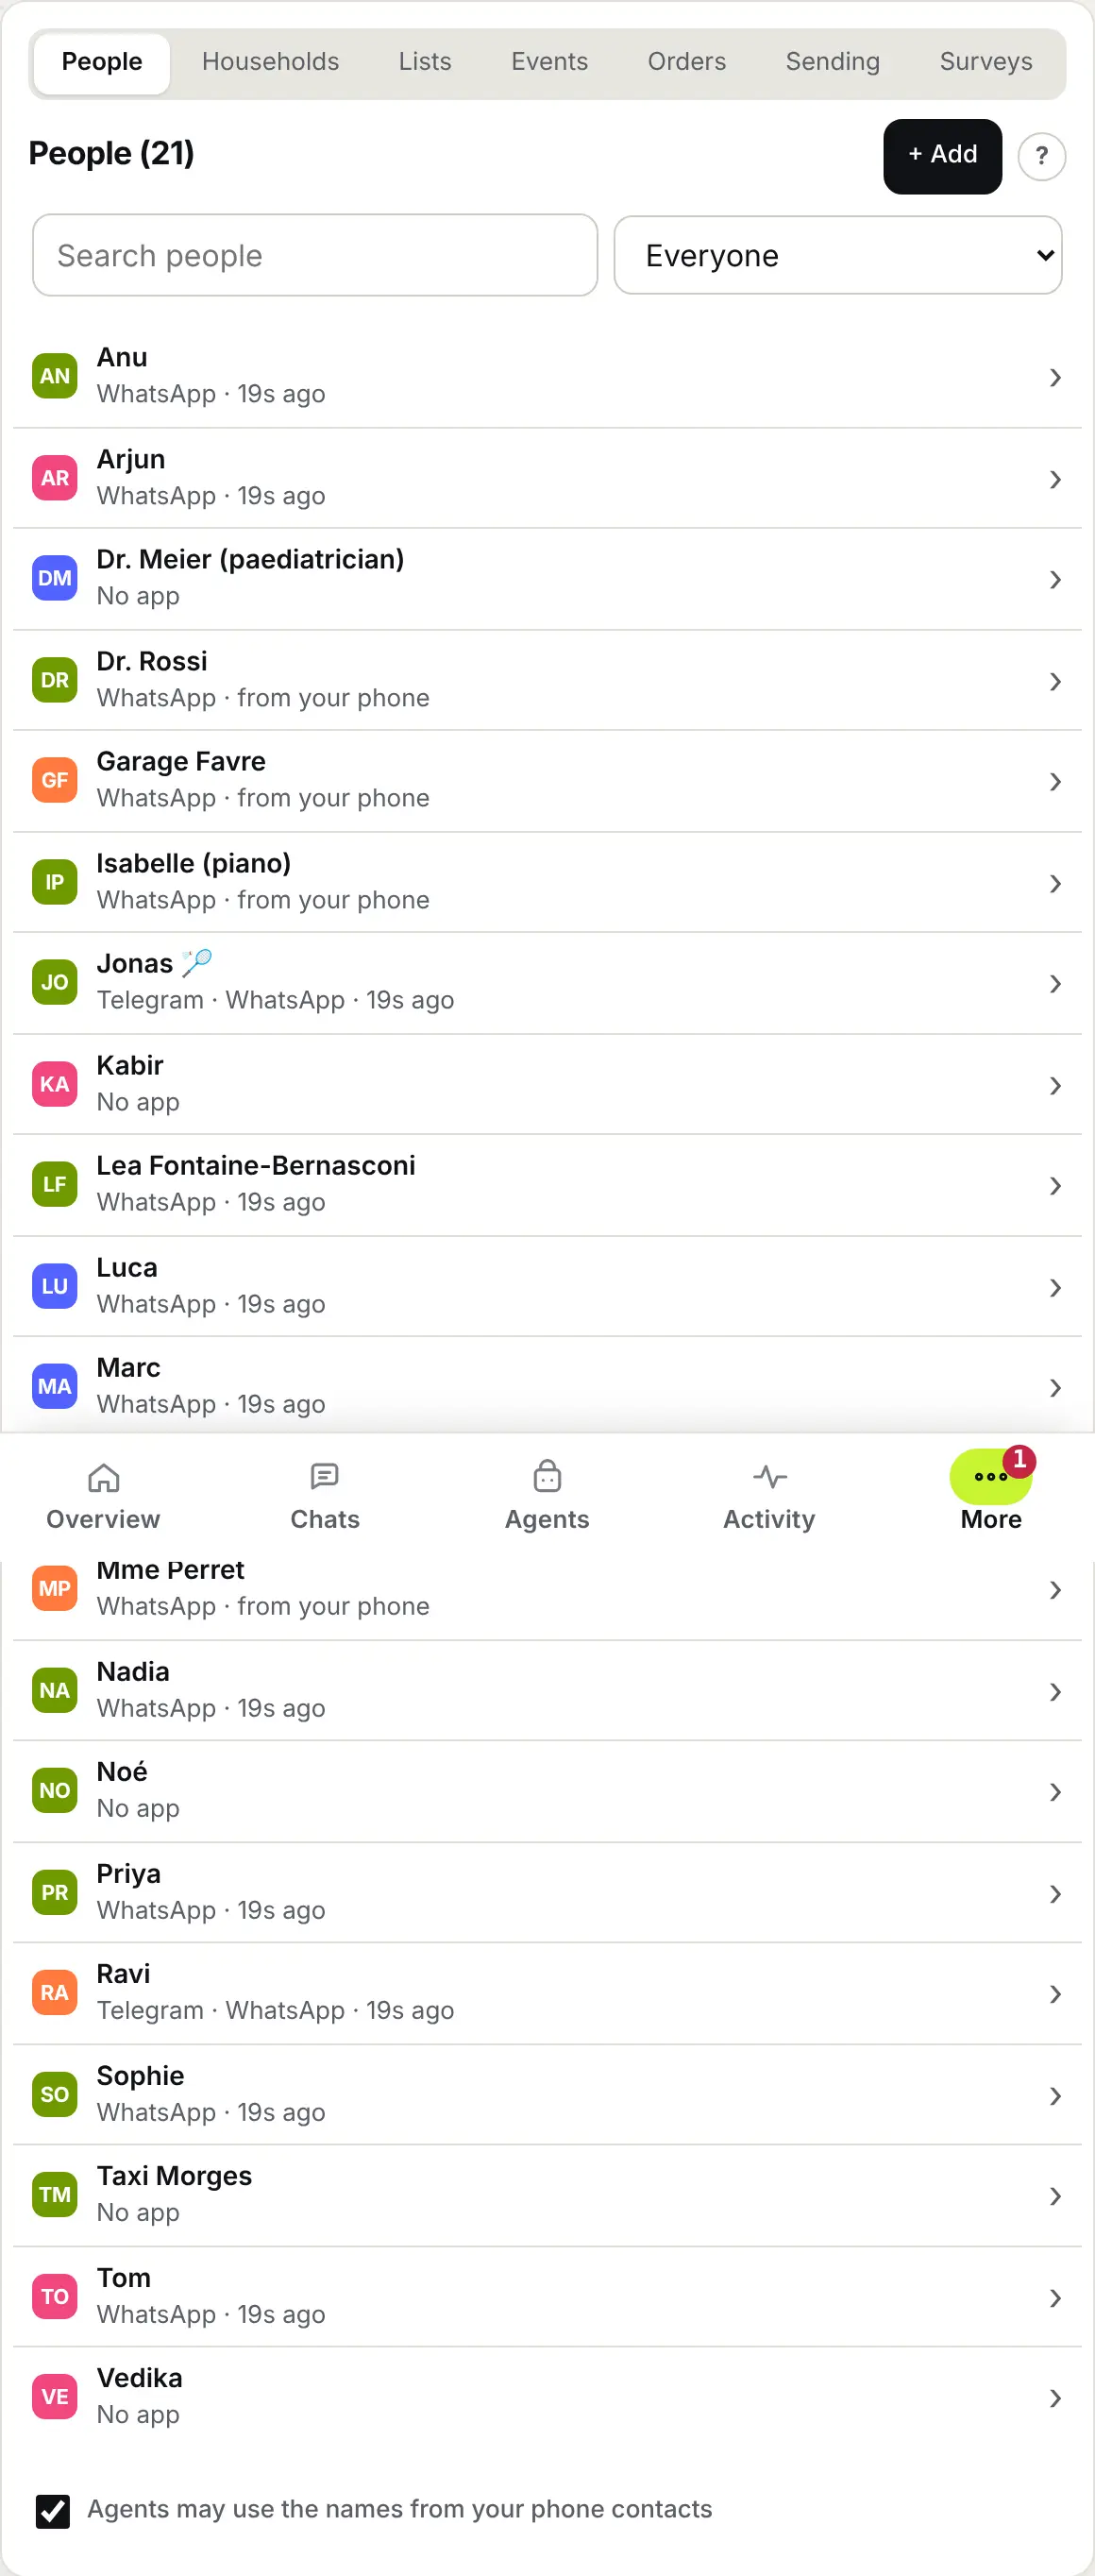 People Households Lists Events Orders Sending Surveys
People (21)
+ Add
?
Search people
Everyone
AN
Anu
WhatsApp · 19s ago
AR
Arjun
WhatsApp · 19s ago
DM
Dr. Meier (paediatrician)
No app
DR
Dr. Rossi
WhatsApp · from your phone
GF
Garage Favre
WhatsApp · from your phone
IP
Isabelle (piano)
WhatsApp · from your phone
JO
Jonas 🏸
Telegram · WhatsApp · 19s ago
KA
Kabir
No app
LF
Lea Fontaine-Bernasconi
WhatsApp · 19s ago
LU
Luca
WhatsApp · 19s ago
MA
Marc
WhatsApp · 19s ago
1
Overview Chats Agents Activity More
MP
Mme Perret
WhatsApp · from your phone
NA
Nadia
WhatsApp · 19s ago
NO
Noé
No app
PR
Priya
WhatsApp · 19s ago
RA
Ravi
Telegram · WhatsApp · 19s ago
SO
Sophie
WhatsApp · 19s ago
TM
Taxi Morges
No app
TO
Tom
WhatsApp · 19s ago
VE
Vedika
No app
Agents may use the names from your phone contacts